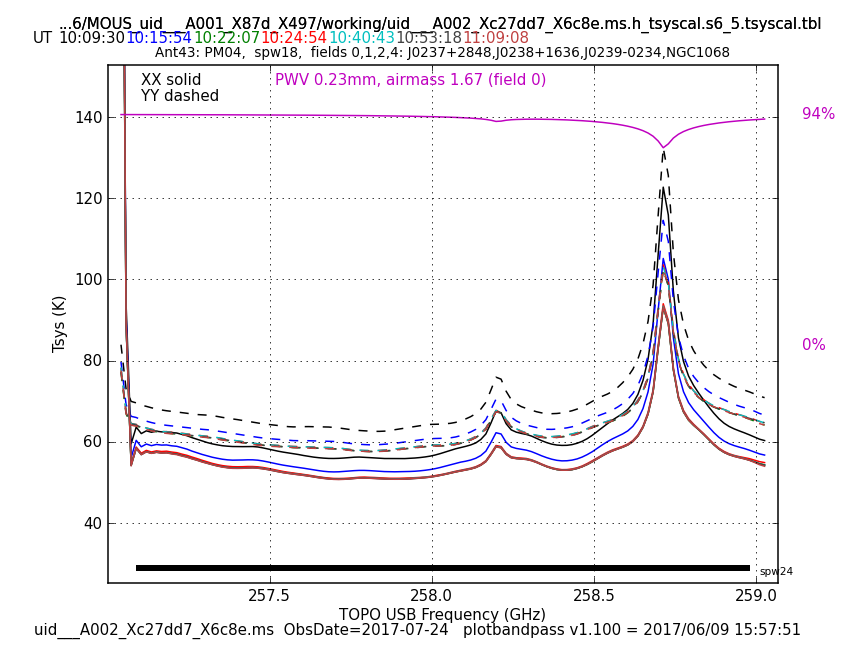 ...6/MOUS_uid___A001_X87d_X497/working/uid___A002_Xc27dd7_X6c8e.ms.h_tsyscal.s6_5.tsyscal.tbl
UT 10:09:30 10:15:54 10:22:07 10:24:54 10:40:43 10:53:18 11:09:08
Ant43: PM04, spw18, fields 0,1,2,4: J0237+2848,J0238+1636,J0239-0234,NGC1068
XX solid
YY dashed
PWV 0.23mm, airmass 1.67 (field 0)
94%
0%
Tsys (K)
140
120
100
80
60
40
spw24
257.5 258.0 258.5 259.0
TOPO USB Frequency (GHz)
uid___A002_Xc27dd7_X6c8e.ms ObsDate=2017-07-24 plotbandpass v1.100 = 2017/06/09 15:57:51